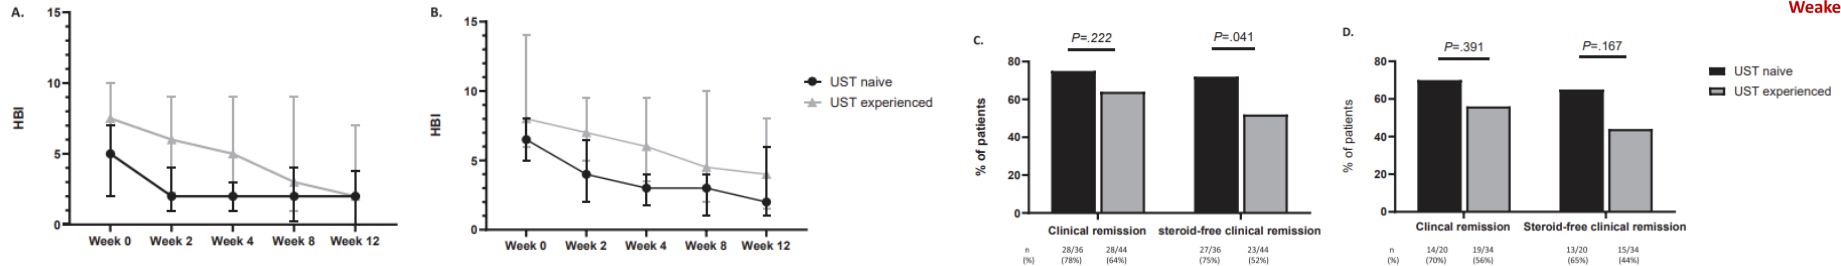 Weake
A.
15
10
5
0
HBI
Week 0
Week 2
Week 4
Week 8
Week 12
B.
15
10
5
0
HBI
Week 0
Week 2
Week 4
Week 8
Week 12
UST naive
UST experienced
C.
P=.222
P=.041
80
60
40
20
0
% of patients
Clinical remission
steroid-free clinical remission
n
28/36
28/44
27/36
23/44
(%)
(78%)
(64%)
(75%)
(52%)
D.
P=.391
P=.167
80
60
40
20
0
% of patients
Clincal remission
Steroid-free clinical remission
n
14/20
19/34
13/20
15/34
(%)
(70%)
(56%)
(65%)
(44%)
UST naive
UST experienced